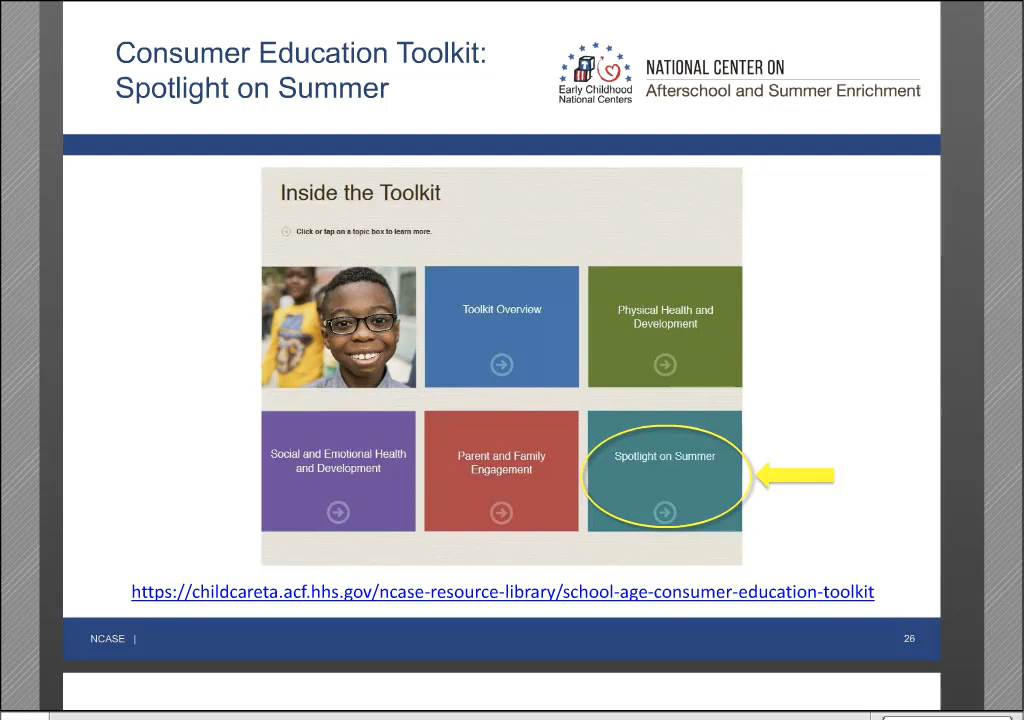 Consumer Education Toolkit:
Spotlight on Summer
Early Childhood
National Centers
NATIONAL CENTER ON
Afterschool and Summer Enrichment
Inside the Toolkit
Click or tap on a topic box to learn more.
Toolkit Overview
Physical Health and
Development
Social and Emotional Health
and Development
Parent and Family
Engagement
Spotlight on Summer
https://childcareta.acf.hhs.gov/ncase-resource-library/school-age-consumer-education-toolkit
NCASE |
26